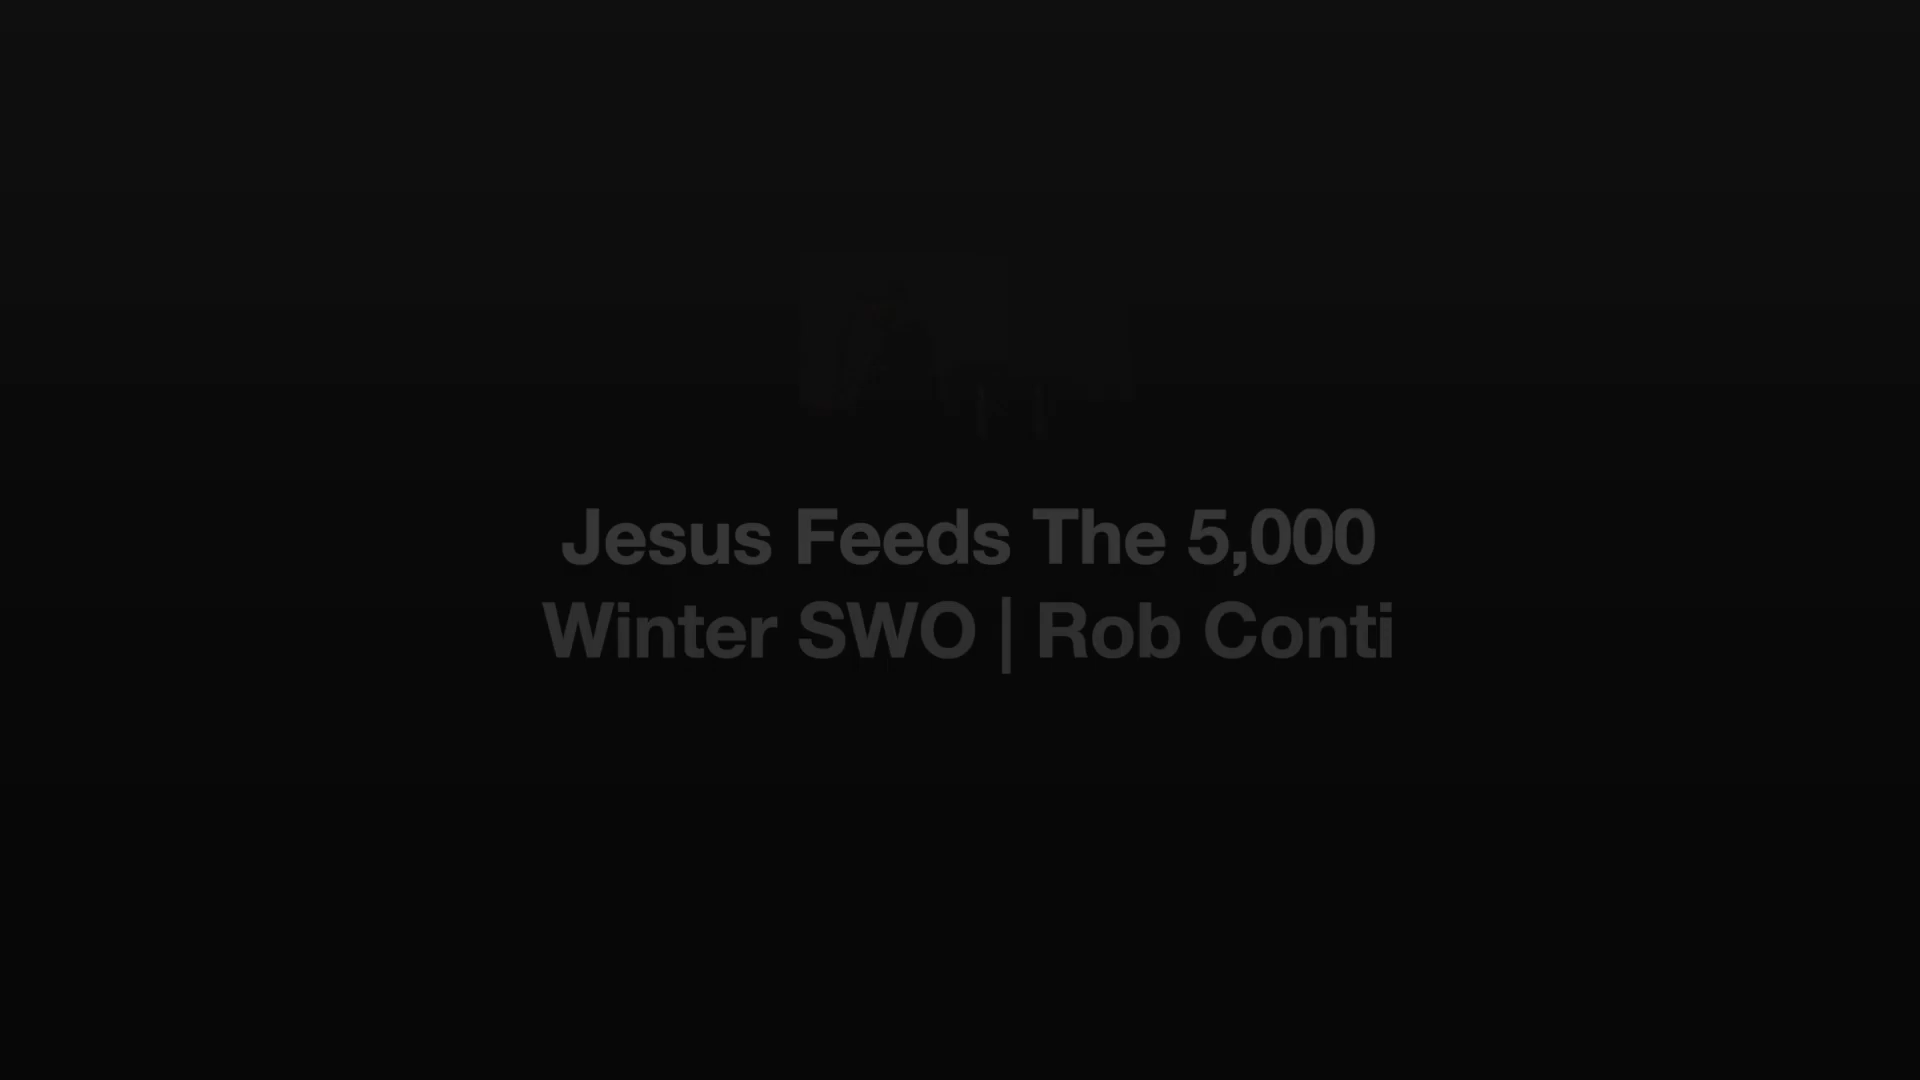 Jesus Feeds The 5,000
Winter SWO | Rob Conti